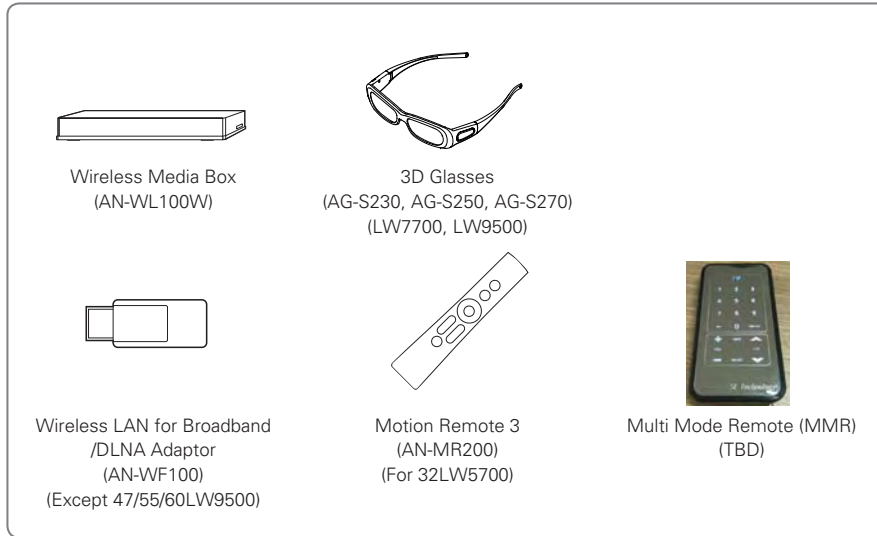 Wireless Media Box
(AN-WL100W)
3D Glasses
(AG-S230, AG-S250, AG-S270)
(LW7700, LW9500)
Wireless LAN for Broadband
/DLNA Adaptor
(AN-WF100)
(Except 47/55/60LW9500)
Motion Remote 3
(AN-MR200)
(For 32LW5700)
Multi Mode Remote (MMR)
(TBD)